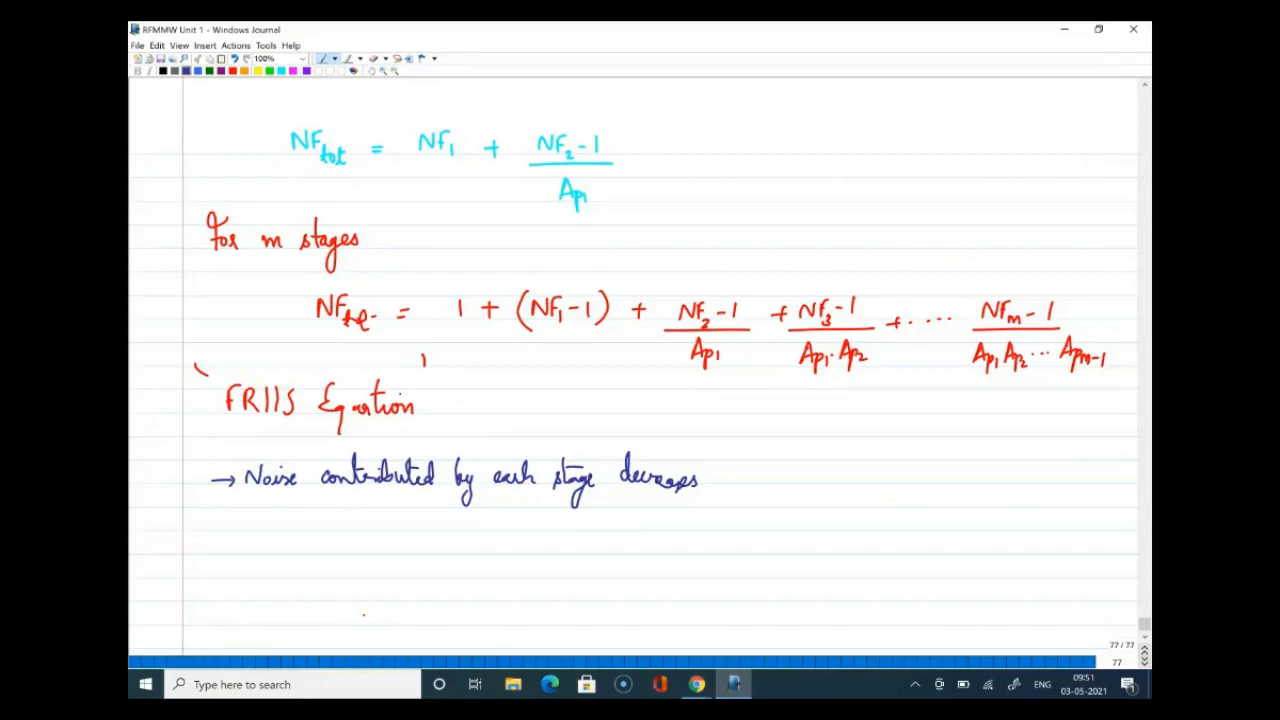 RFMMW Unit 1 - Windows Journal
File Edit View Insert Actions Tools Help
100%
B I
NFtot = NF1 + NF2-1 / Ap1
For m stages
NFtot = 1 + (NF1-1) + NF2-1 / Ap1 + NF3-1 / Ap1.Ap2 + .... NFm-1 / Ap1 Ap2 ... Apm-1
FRIIS Eqartion
→ Noise contributed by each stage decreases
77 / 77
77
Type here to search
ENG
09:51
03-05-2021
1